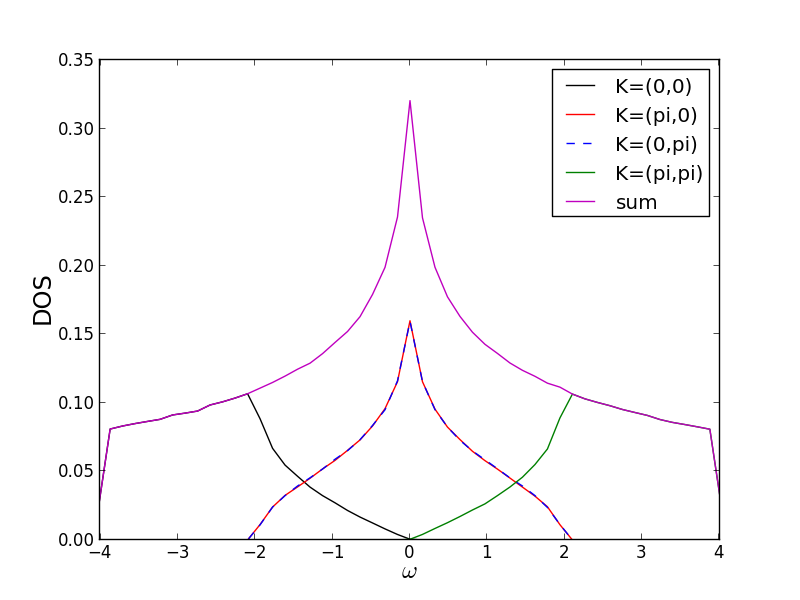 0.35
0.30
0.25
0.20
0.15
0.10
0.05
0.00
DOS
−4 −3 −2 −1 0 1 2 3 4
ω
K=(0,0)
K=(pi,0)
K=(0,pi)
K=(pi,pi)
sum